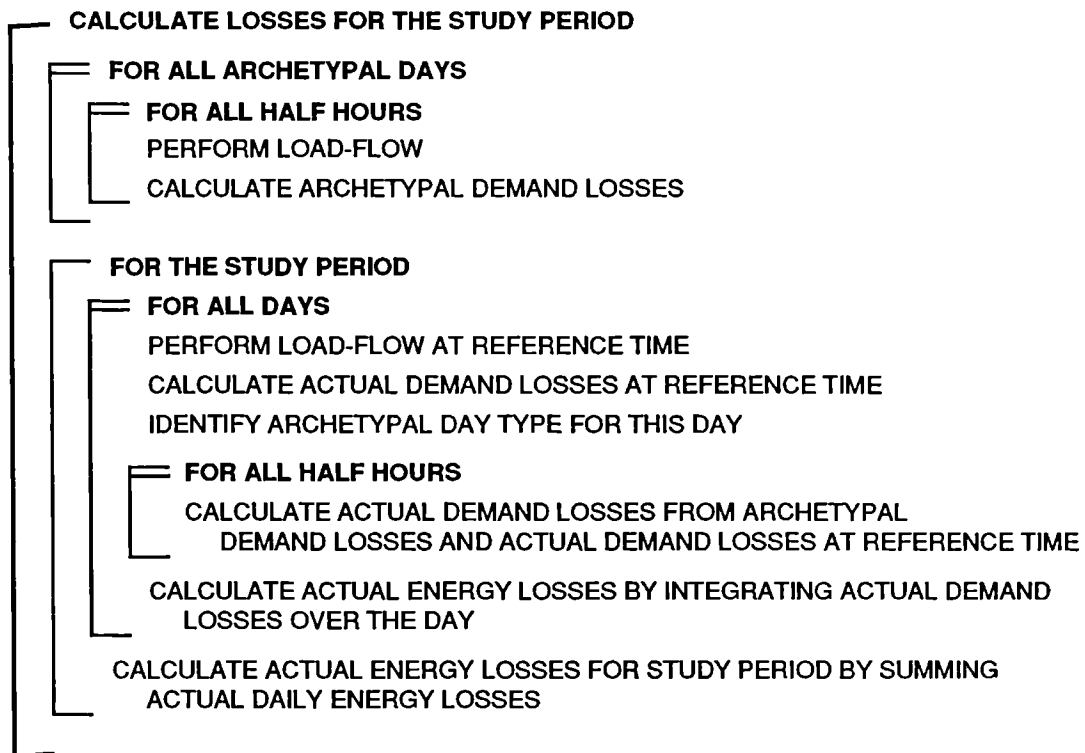 CALCULATE LOSSES FOR THE STUDY PERIOD
FOR ALL ARCHETYPAL DAYS
FOR ALL HALF HOURS
PERFORM LOAD-FLOW
CALCULATE ARCHETYPAL DEMAND LOSSES
FOR THE STUDY PERIOD
FOR ALL DAYS
PERFORM LOAD-FLOW AT REFERENCE TIME
CALCULATE ACTUAL DEMAND LOSSES AT REFERENCE TIME
IDENTIFY ARCHETYPAL DAY TYPE FOR THIS DAY
FOR ALL HALF HOURS
CALCULATE ACTUAL DEMAND LOSSES FROM ARCHETYPAL
DEMAND LOSSES AND ACTUAL DEMAND LOSSES AT REFERENCE TIME
CALCULATE ACTUAL ENERGY LOSSES BY INTEGRATING ACTUAL DEMAND
LOSSES OVER THE DAY
CALCULATE ACTUAL ENERGY LOSSES FOR STUDY PERIOD BY SUMMING
ACTUAL DAILY ENERGY LOSSES